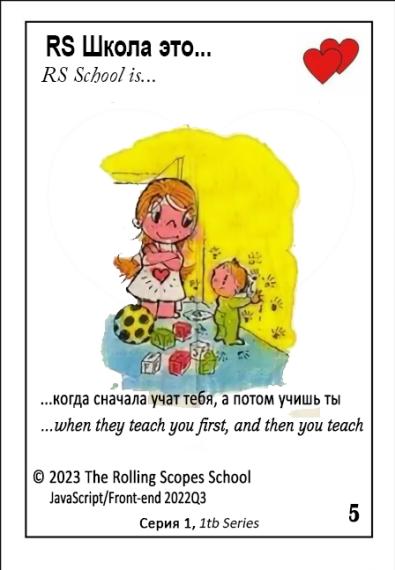 RS Школа это...
RS School is...
...когда сначала учат тебя, а потом учишь ты
...when they teach you first, and then you teach
© 2023 The Rolling Scopes School
JavaScript/Front-end 2022Q3
Серия 1, 1tb Series
5